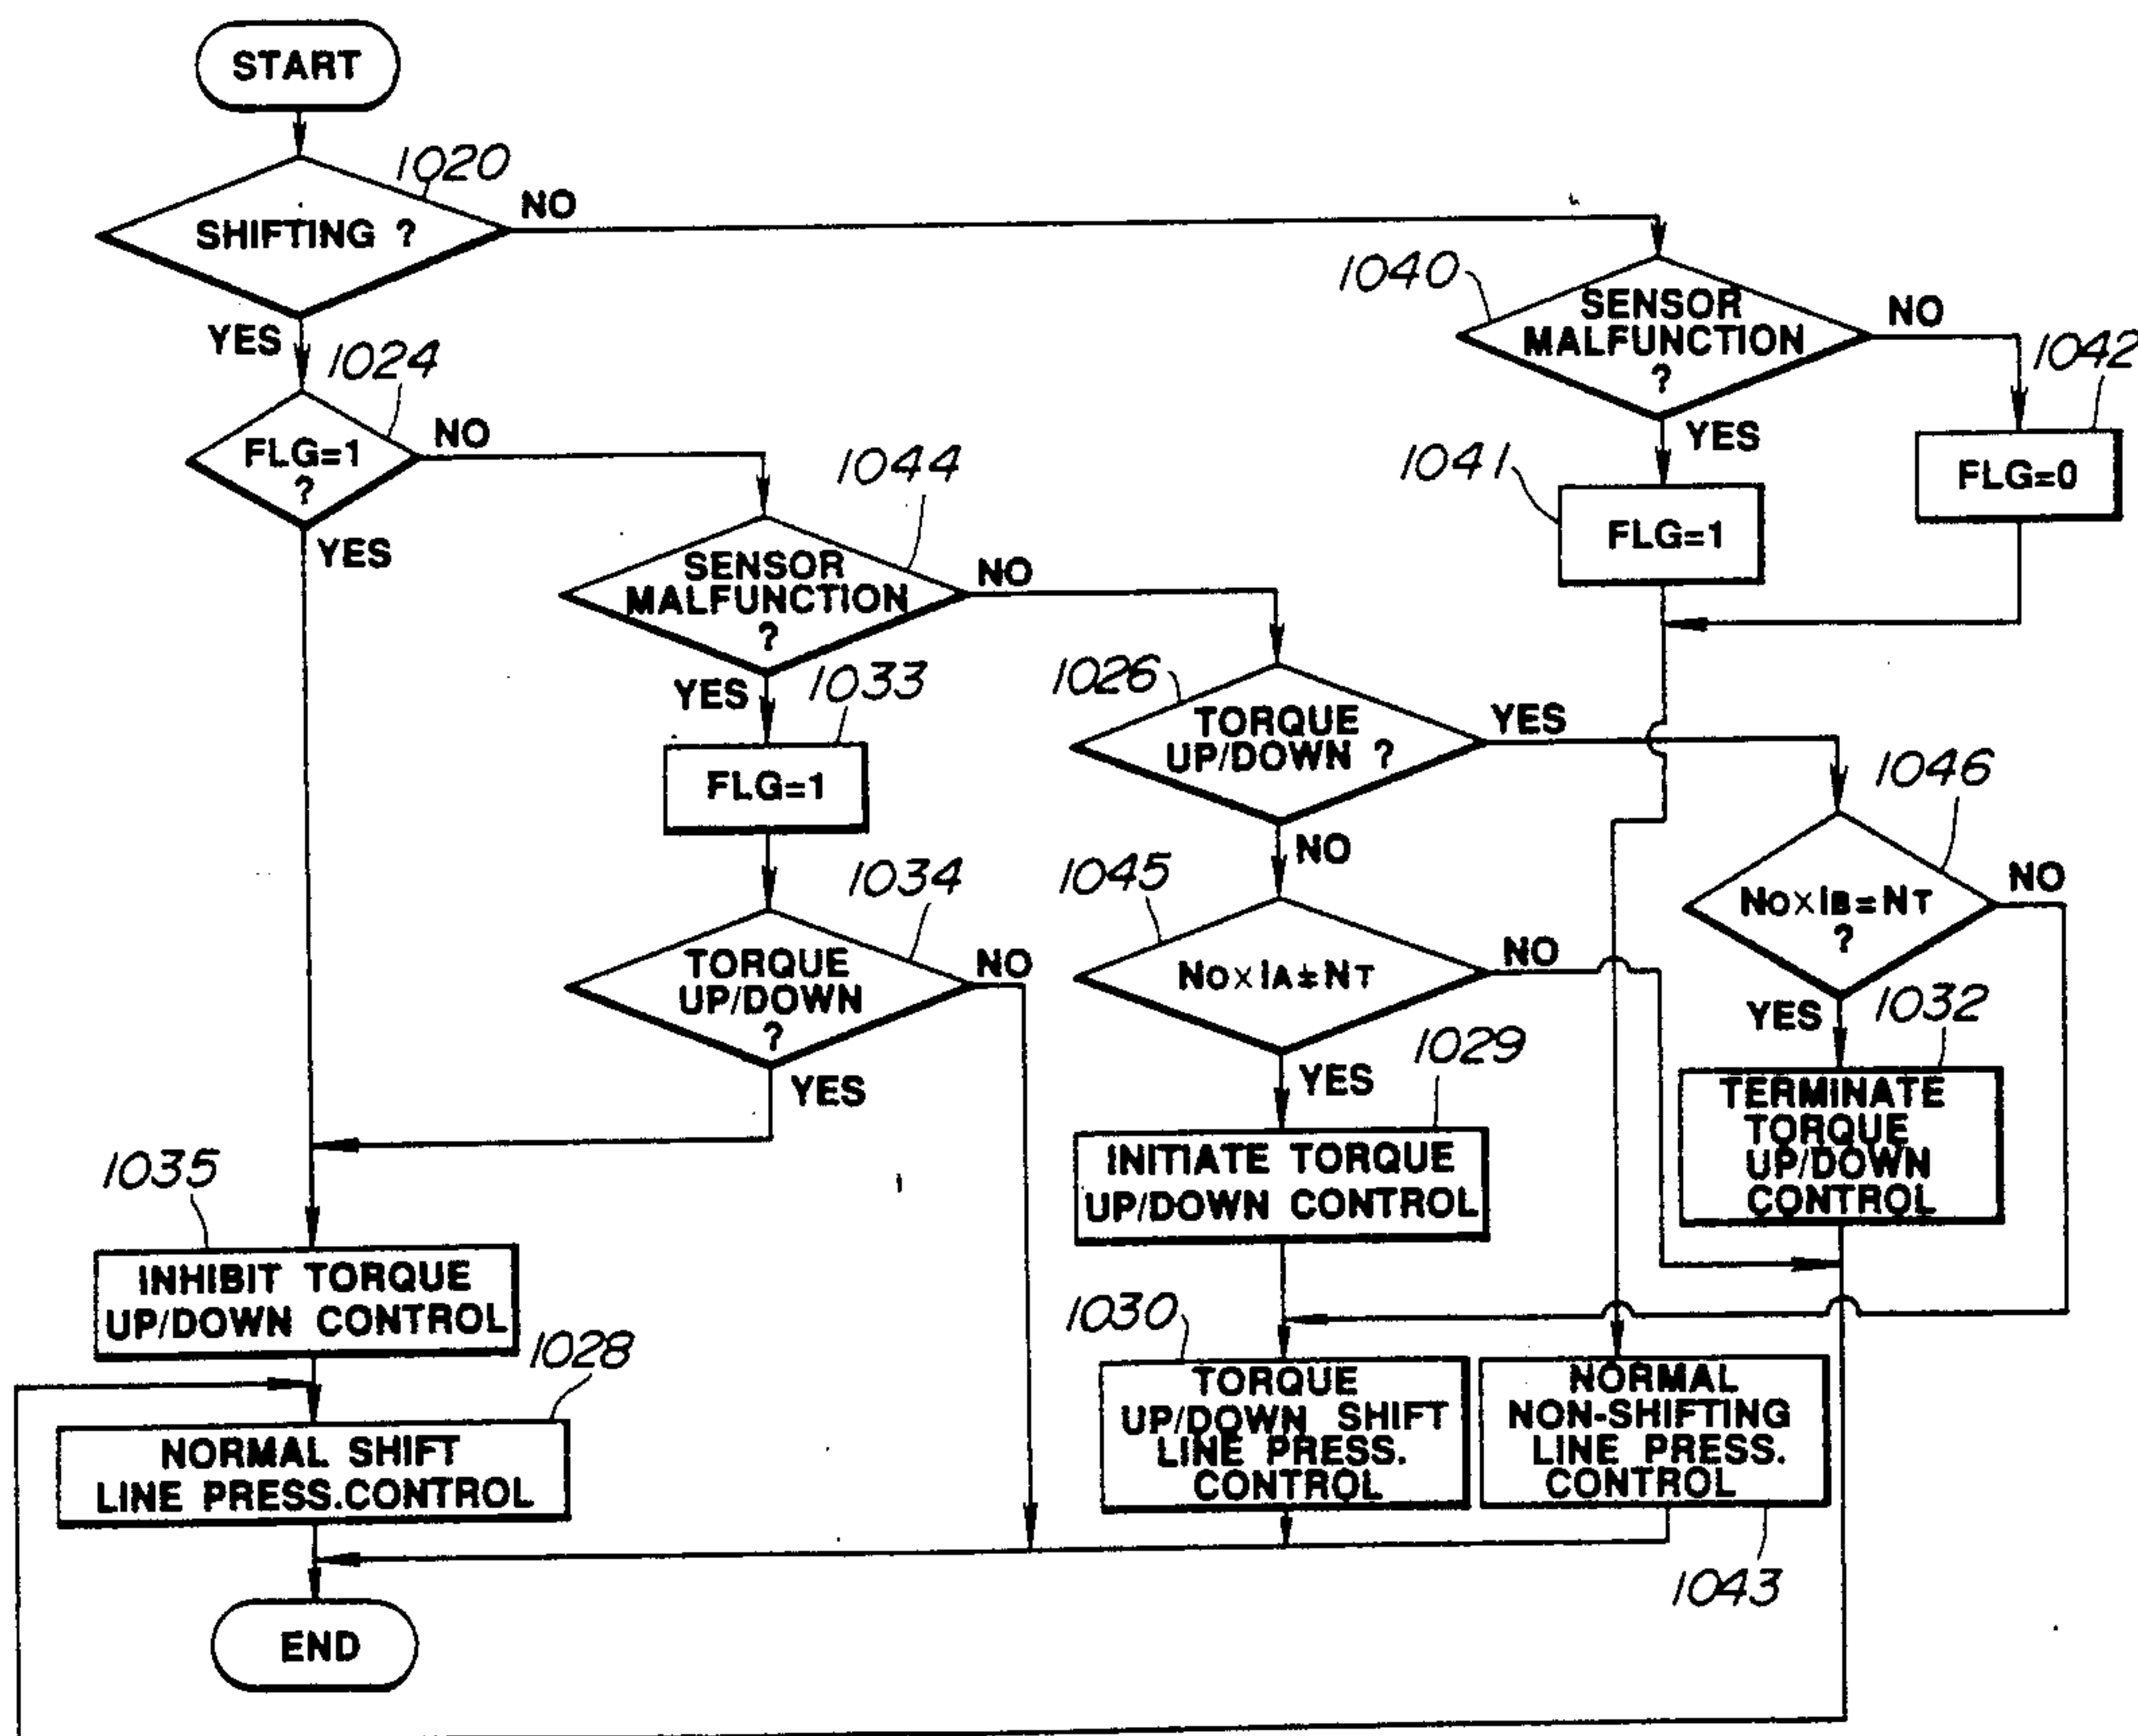 START
1020
SHIFTING ?
NO
YES
1040
SENSOR
MALFUNCTION
?
NO
1042
YES
FLG=0
1041
FLG=1
1024
FLG=1
?
NO
YES
1044
SENSOR
MALFUNCTION
?
NO
YES
1033
FLG=1
1034
TORQUE
UP/DOWN
?
NO
YES
1026
TORQUE
UP/DOWN ?
YES
NO
1045
NO×IA≠NT
NO
YES
1046
NO×IB=NT
?
NO
YES
1032
TERMINATE
TORQUE
UP/DOWN
CONTROL
1029
INITIATE TORQUE
UP/DOWN CONTROL
1035
INHIBIT TORQUE
UP/DOWN CONTROL
1028
NORMAL SHIFT
LINE PRESS.CONTROL
1030
TORQUE
UP/DOWN SHIFT
LINE PRESS.
CONTROL
NORMAL
NON-SHIFTING
LINE PRESS.
CONTROL
1043
END